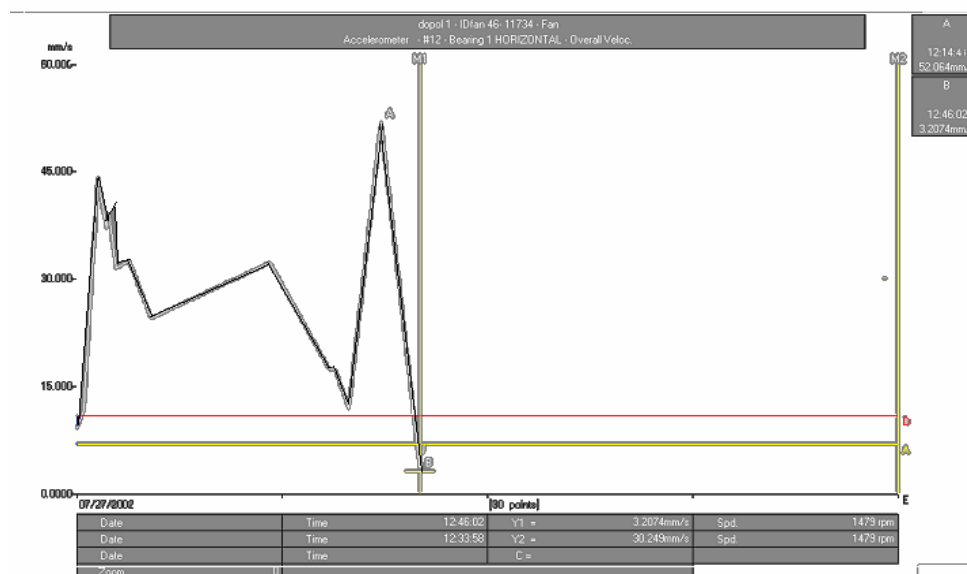 dopol 1 - IDfan 46- 11734 - Fan
Accelerometer - #12 - Bearing 1 HORIZONTAL - Overall Veloc.
A
12:14:41
52.064mm/
B
12:46:02
3.2074mm/s
mm/s
60.000-
M1
M2
A
45.000-
30.000-
15.000-
D
A
B
0.0000
E
07/27/2002
|30 points|
Date Time 12:46:02 Y1 = 3.2074mm/s Spd. 1479 rpm
Date Time 12:33:58 Y2 = 30.249mm/s Spd. 1479 rpm
Date Time C =
Zoom